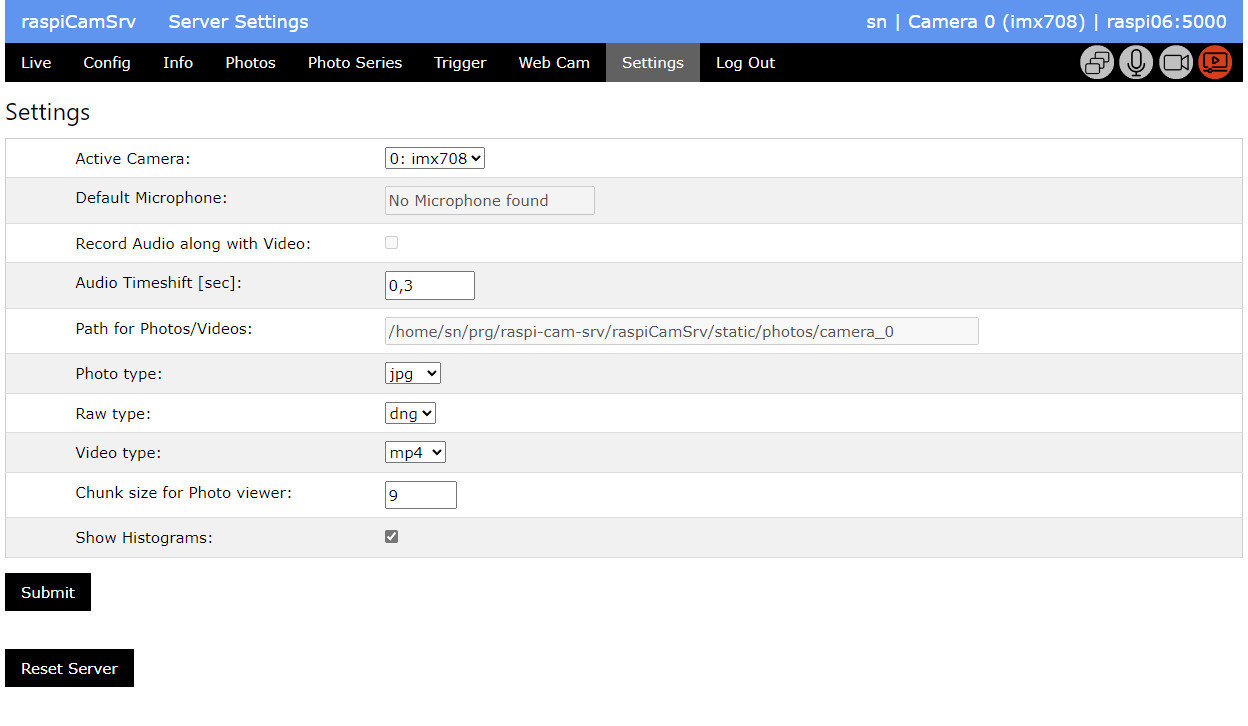 raspiCamSrv Server Settings sn | Camera 0 (imx708) | raspi06:5000
Live Config Info Photos Photo Series Trigger Web Cam Settings Log Out
Settings
Active Camera: 0: imx708
Default Microphone: No Microphone found
Record Audio along with Video:
Audio Timeshift [sec]: 0,3
Path for Photos/Videos: /home/sn/prg/raspi-cam-srv/raspiCamSrv/static/photos/camera_0
Photo type: jpg
Raw type: dng
Video type: mp4
Chunk size for Photo viewer: 9
Show Histograms:
Submit
Reset Server